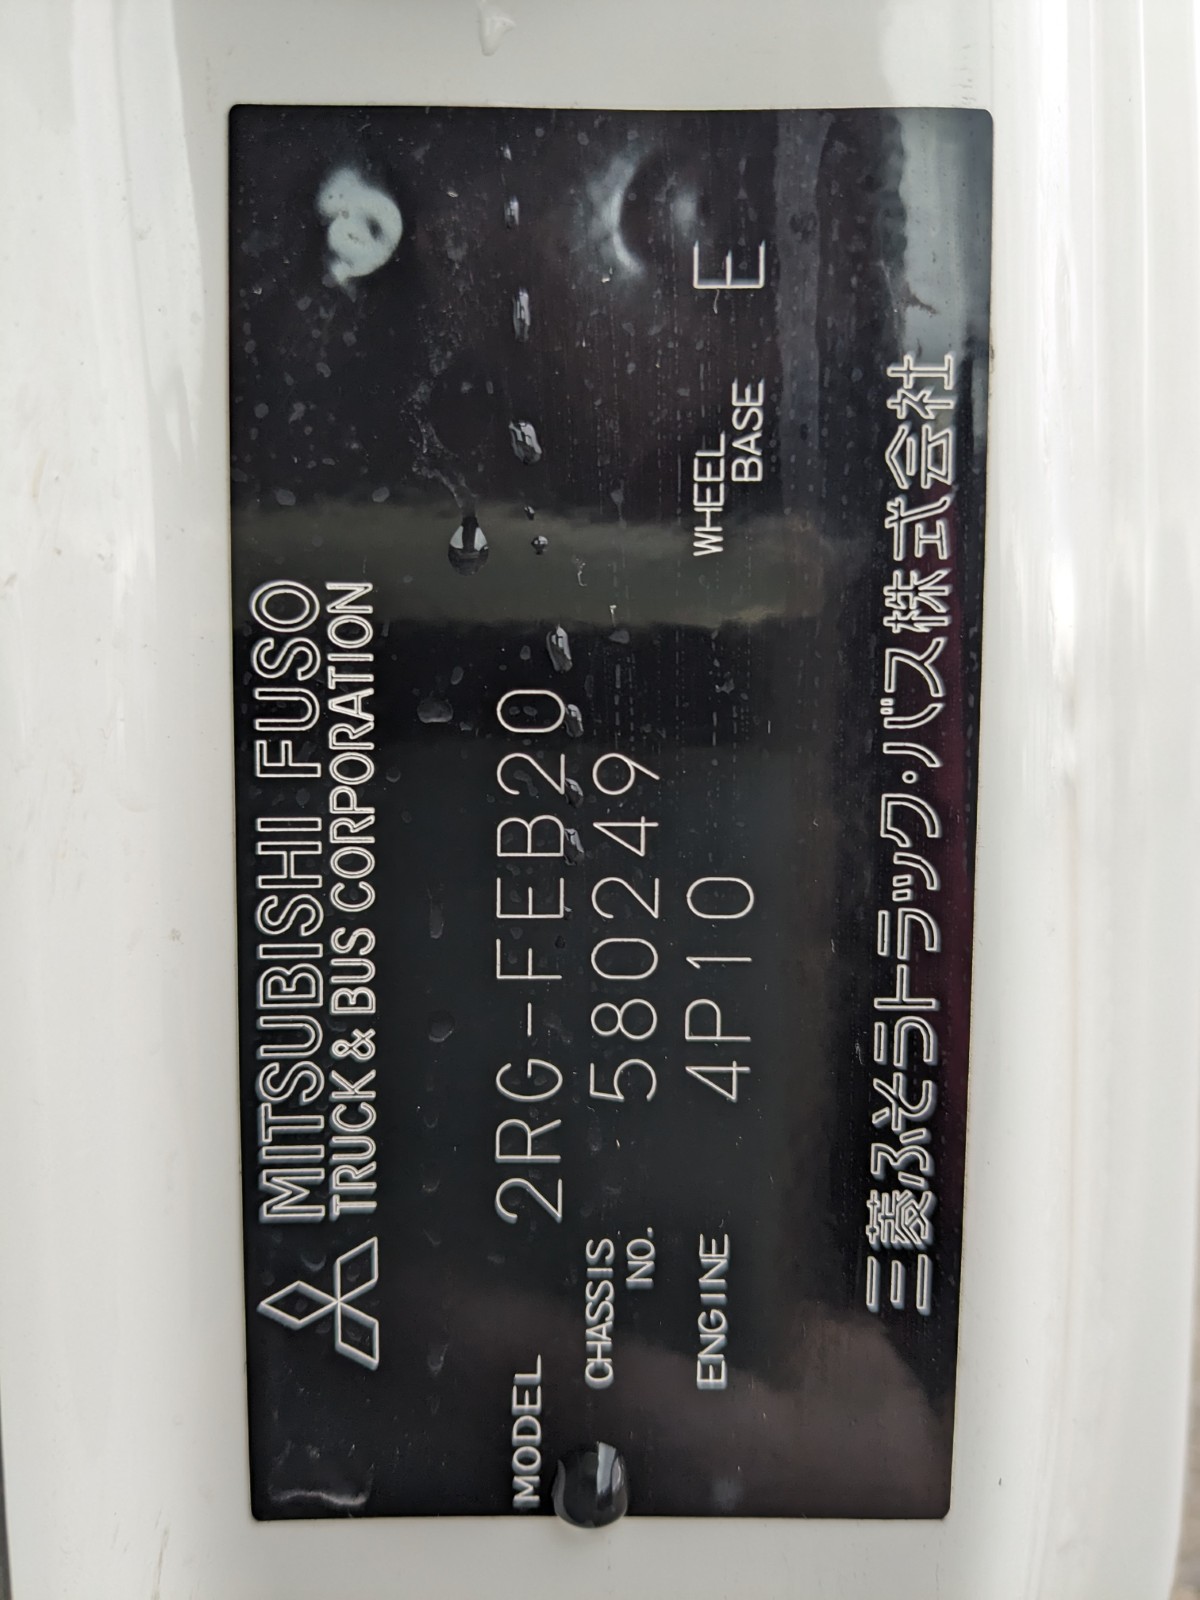 MITSUBISHI FUSO
TRUCK & BUS CORPORATION
MODEL 2RG-FEB20
CHASSIS NO. 580249
ENGINE 4P10 WHEEL BASE E
三菱ふそうトラック・バス株式会社